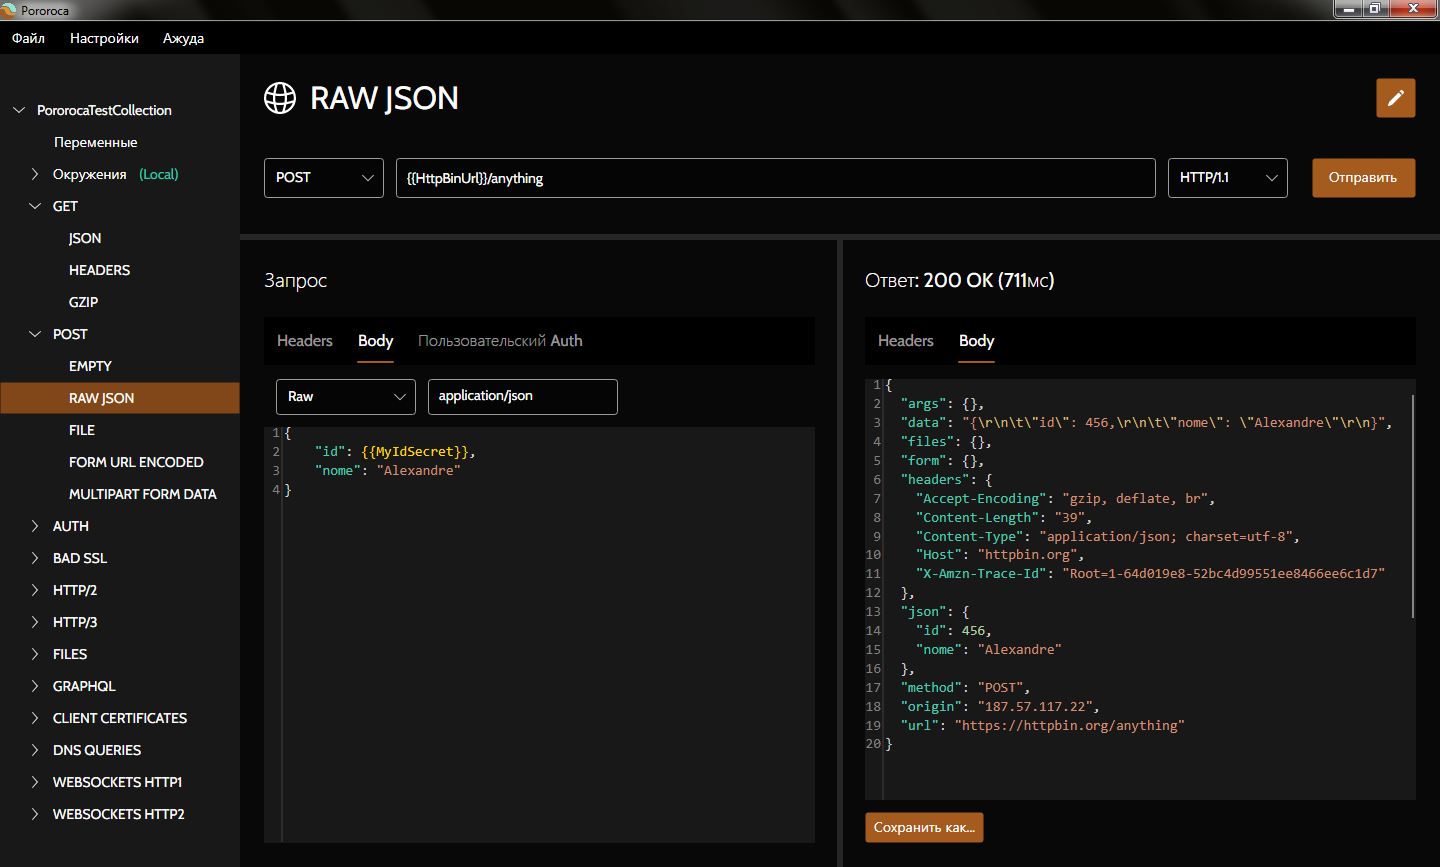 Pororoca
Файл Настройки Ажуда
PororocaTestCollection
Переменные
Окружения (Local)
GET
JSON
HEADERS
GZIP
POST
EMPTY
RAW JSON
FILE
FORM URL ENCODED
MULTIPART FORM DATA
AUTH
BAD SSL
HTTP/2
HTTP/3
FILES
GRAPHQL
CLIENT CERTIFICATES
DNS QUERIES
WEBSOCKETS HTTP1
WEBSOCKETS HTTP2
RAW JSON
POST {{HttpBinUrl}}/anything HTTP/1.1 Отправить
Запрос
Headers Body Пользовательский Auth
Raw application/json
1 {
2 "id": {{MyIdSecret}},
3 "nome": "Alexandre"
4 }
Ответ: 200 OK (711мс)
Headers Body
1 {
2 "args": {},
3 "data": "{\r\n\t\"id\": 456,\r\n\t\"nome\": \"Alexandre\"\r\n}",
4 "files": {},
5 "form": {},
6 "headers": {
7 "Accept-Encoding": "gzip, deflate, br",
8 "Content-Length": "39",
9 "Content-Type": "application/json; charset=utf-8",
10 "Host": "httpbin.org",
11 "X-Amzn-Trace-Id": "Root=1-64d019e8-52bc4d99551ee8466ee6c1d7"
12 },
13 "json": {
14 "id": 456,
15 "nome": "Alexandre"
16 },
17 "method": "POST",
18 "origin": "187.57.117.22",
19 "url": "https://httpbin.org/anything"
20 }
Сохранить как...